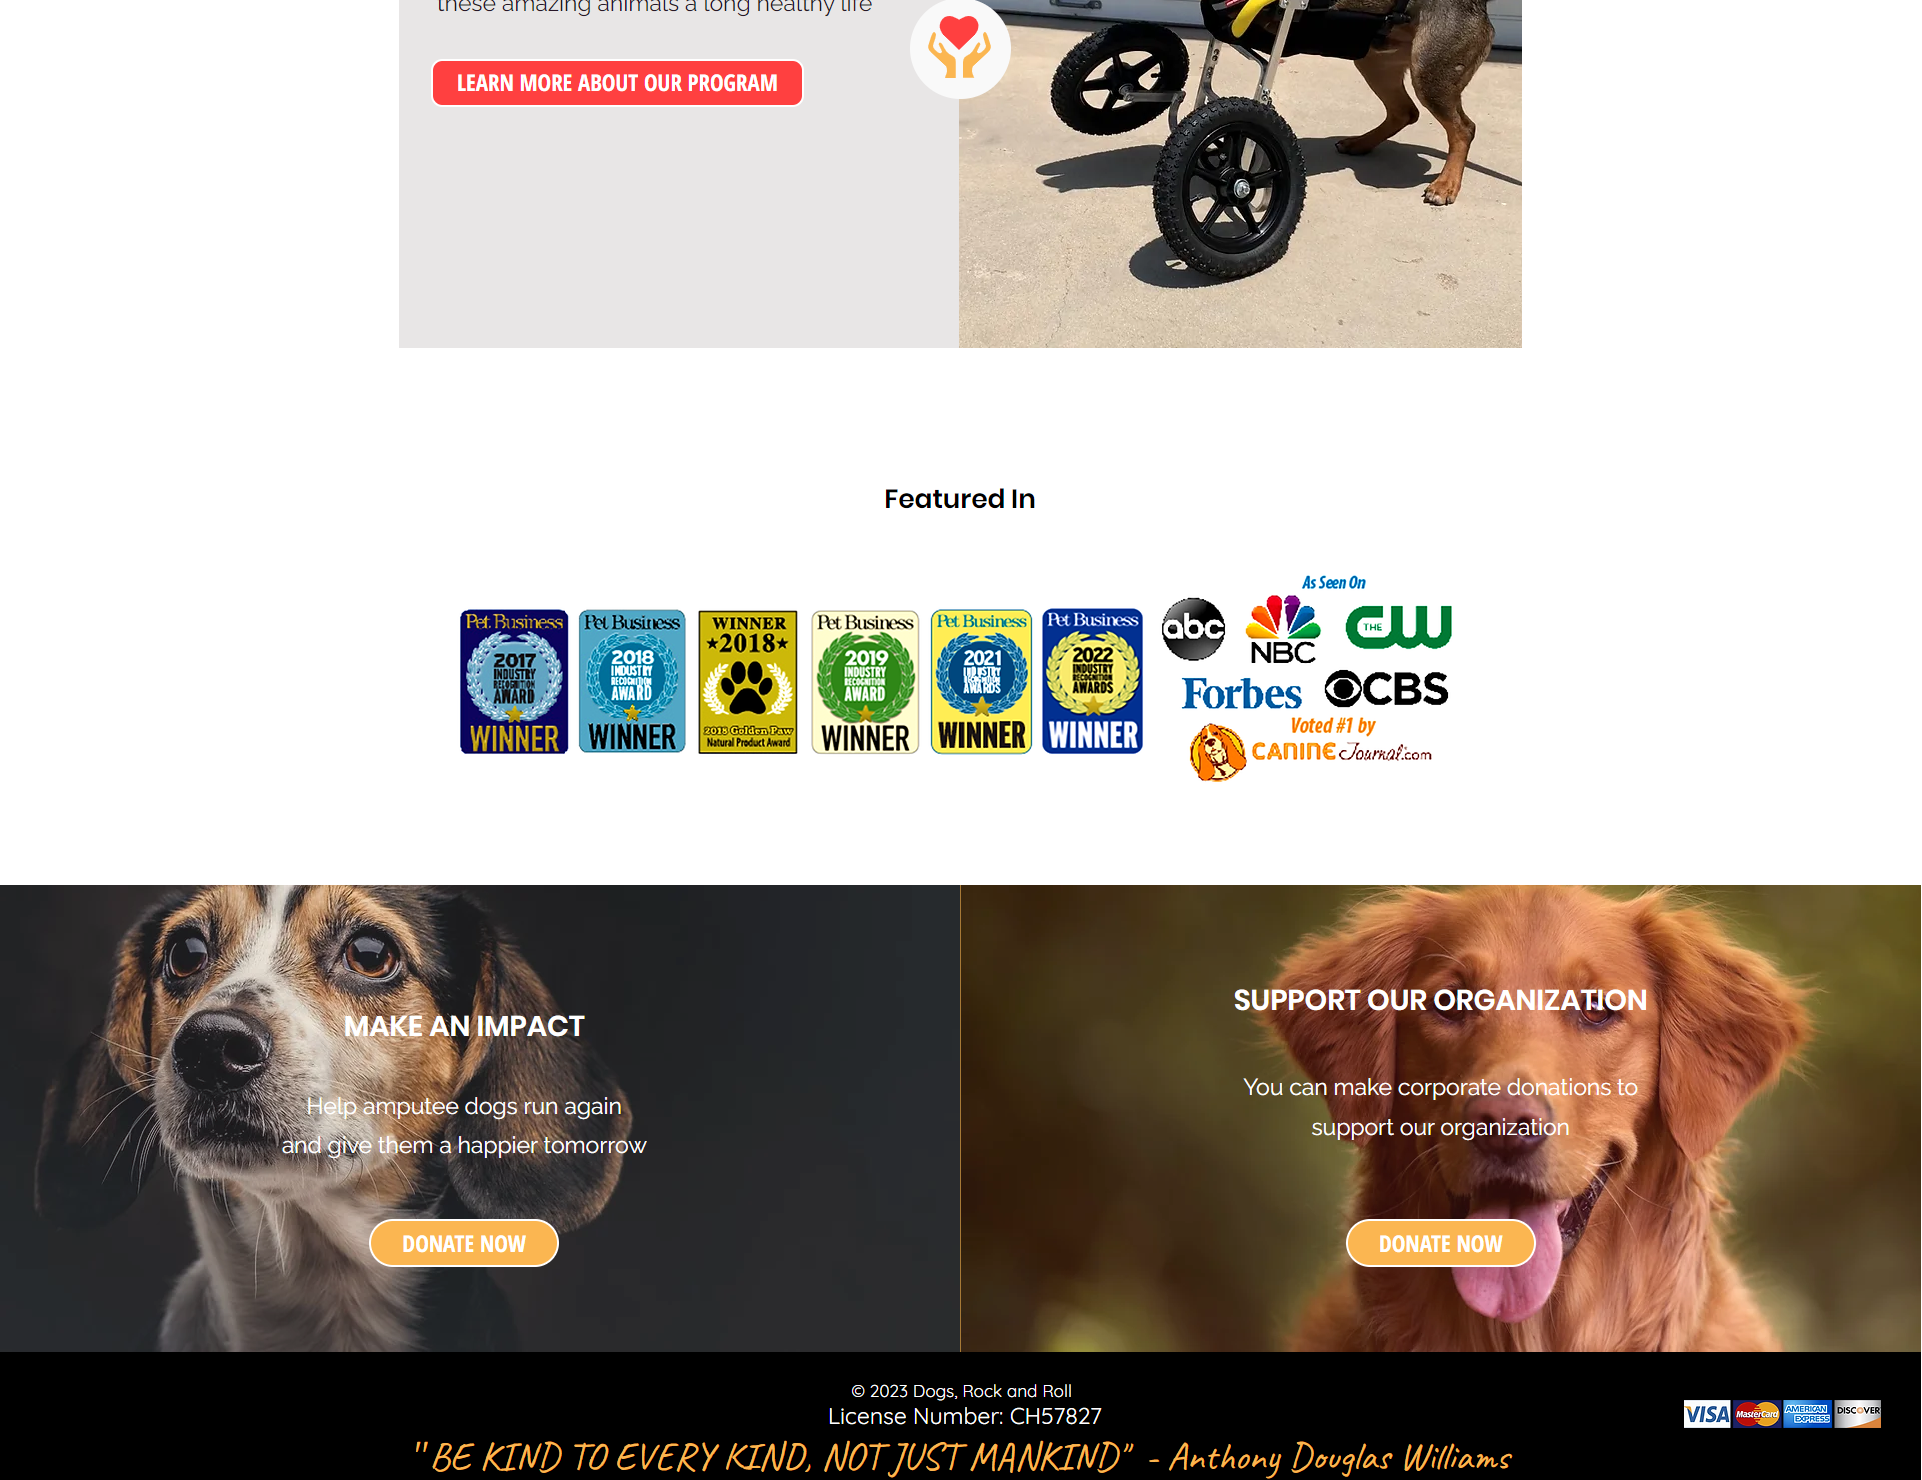 these amazing animals a long healthy life
LEARN MORE ABOUT OUR PROGRAM
Featured In
Pet Business
2017
INDUSTRY
RECOGNITION
AWARD
WINNER
Pet Business
2018
INDUSTRY
RECOGNITION
AWARD
WINNER
WINNER
★2018★
2018 Golden Paw
Natural Product Award
Pet Business
2019
INDUSTRY
RECOGNITION
AWARD
WINNER
Pet Business
2021
INDUSTRY
RECOGNITION
AWARDS
WINNER
Pet Business
2022
INDUSTRY
RECOGNITION
AWARDS
WINNER
As Seen On
abc
NBC
THE CW
Forbes
CBS
Voted #1 by
CANINE Journal.com
MAKE AN IMPACT
Help amputee dogs run again
and give them a happier tomorrow
DONATE NOW
SUPPORT OUR ORGANIZATION
You can make corporate donations to
support our organization
DONATE NOW
© 2023 Dogs, Rock and Roll
License Number: CH57827
VISA MasterCard AMERICAN EXPRESS DISCOVER
"BE KIND TO EVERY KIND, NOT JUST MANKIND" - Anthony Douglas Williams